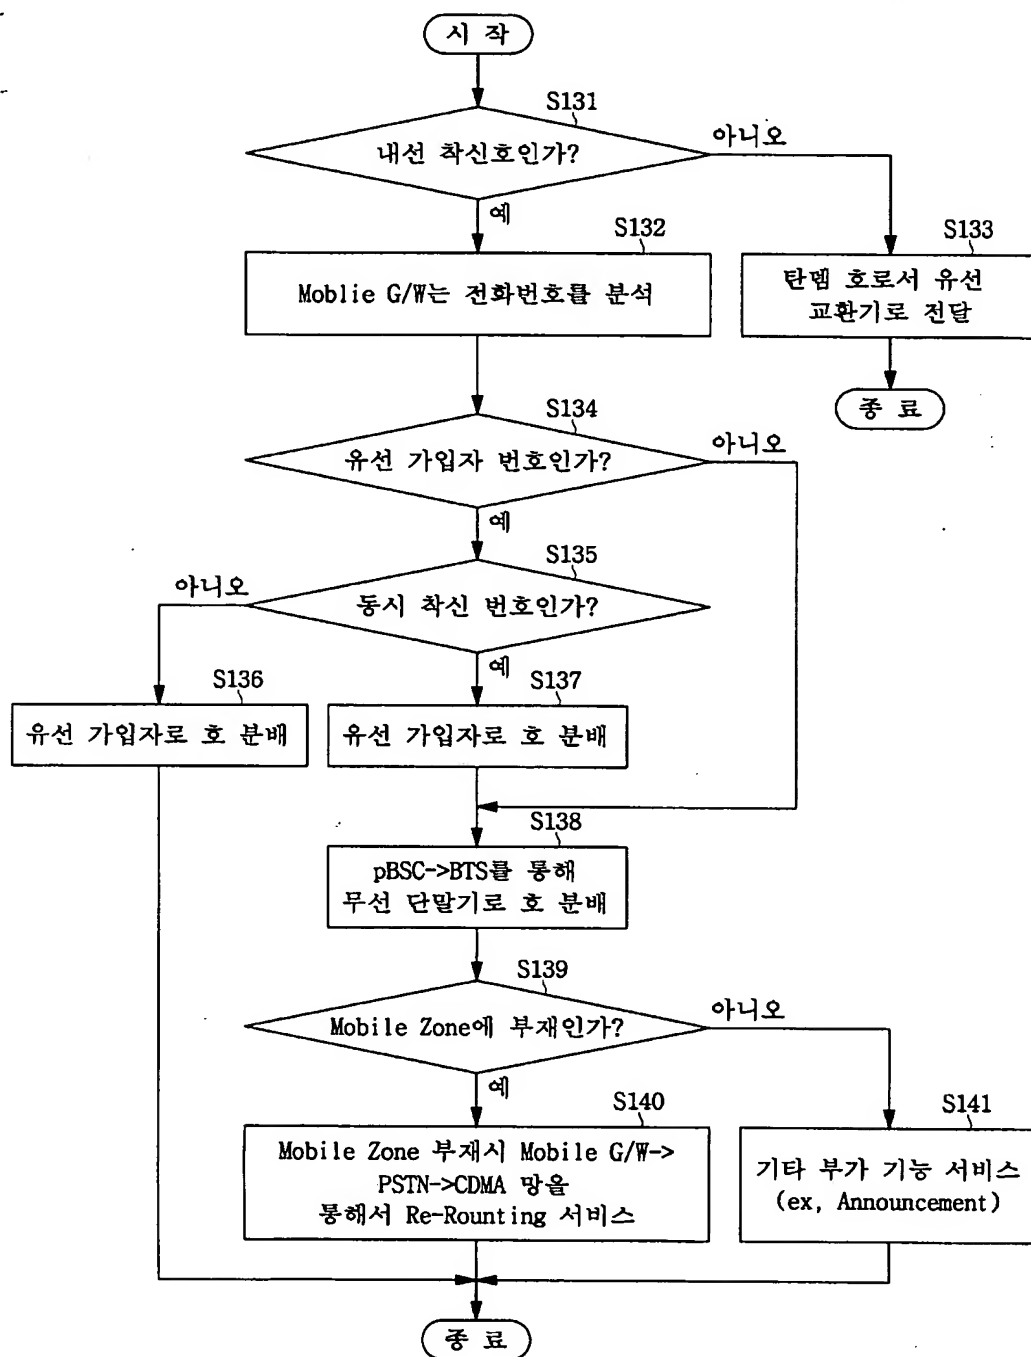 시 작
S131
내선 착신호인가?
아니오
예
S132
Moblie G/W는 전화번호를 분석
S133
탄뎀 호로서 유선
교환기로 전달
종 료
S134
유선 가입자 번호인가?
아니오
예
S135
동시 착신 번호인가?
아니오
예
S136
유선 가입자로 호 분배
S137
유선 가입자로 호 분배
S138
pBSC->BTS를 통해
무선 단말기로 호 분배
S139
Mobile Zone에 부재인가?
아니오
예
S140
Mobile Zone 부재시 Mobile G/W->
PSTN->CDMA 망을
통해서 Re-Rounting 서비스
S141
기타 부가 기능 서비스
(ex, Announcement)
종 료